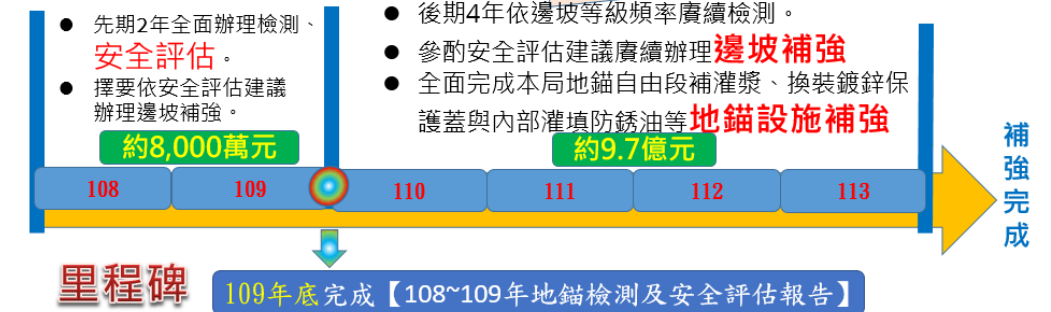 ● 先期2年全面辦理檢測、
安全評估。
● 擇要依安全評估建議
辦理邊坡補強。
約8,000萬元
● 後期4年依邊坡等級頻率賡續檢測。
● 參酌安全評估建議賡續辦理邊坡補強
● 全面完成本局地錨自由段補灌漿、換裝鍍鋅保
護蓋與內部灌填防銹油等地錨設施補強
約9.7億元
108 109 110 111 112 113
補強完成
里程碑
109年底完成【108~109年地錨檢測及安全評估報告】